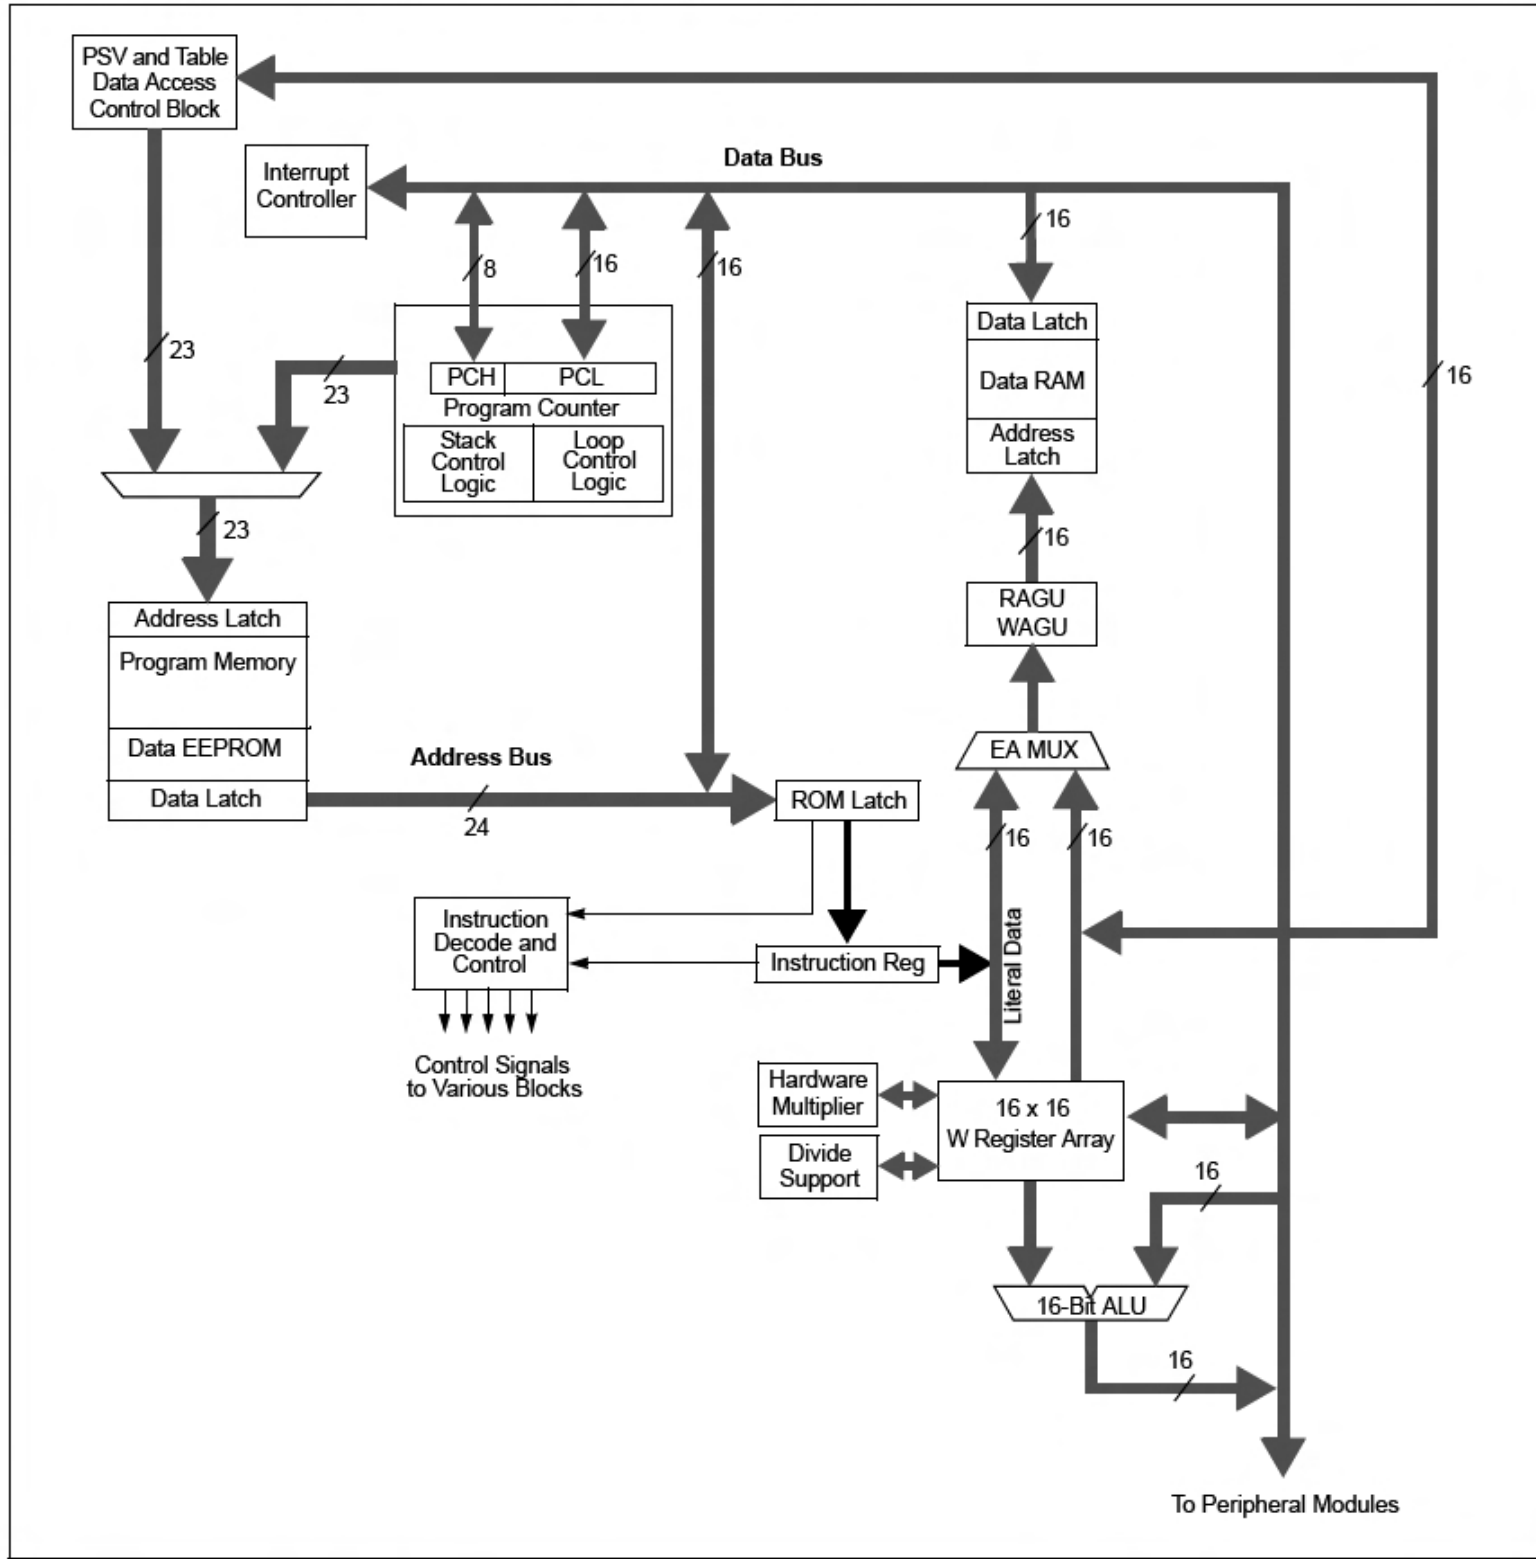 PSV and Table
Data Access
Control Block
Interrupt
Controller
Data Bus
8
16
16
16
23
23
16
PCH
PCL
Program Counter
Stack
Control
Logic
Loop
Control
Logic
Data Latch
Data RAM
Address
Latch
23
16
RAGU
WAGU
Address Latch
Program Memory
Data EEPROM
Data Latch
Address Bus
24
EA MUX
ROM Latch
16
16
Instruction
Decode and
Control
Instruction Reg
Literal Data
Control Signals
to Various Blocks
Hardware
Multiplier
Divide
Support
16 x 16
W Register Array
16
16-Bit ALU
16
To Peripheral Modules